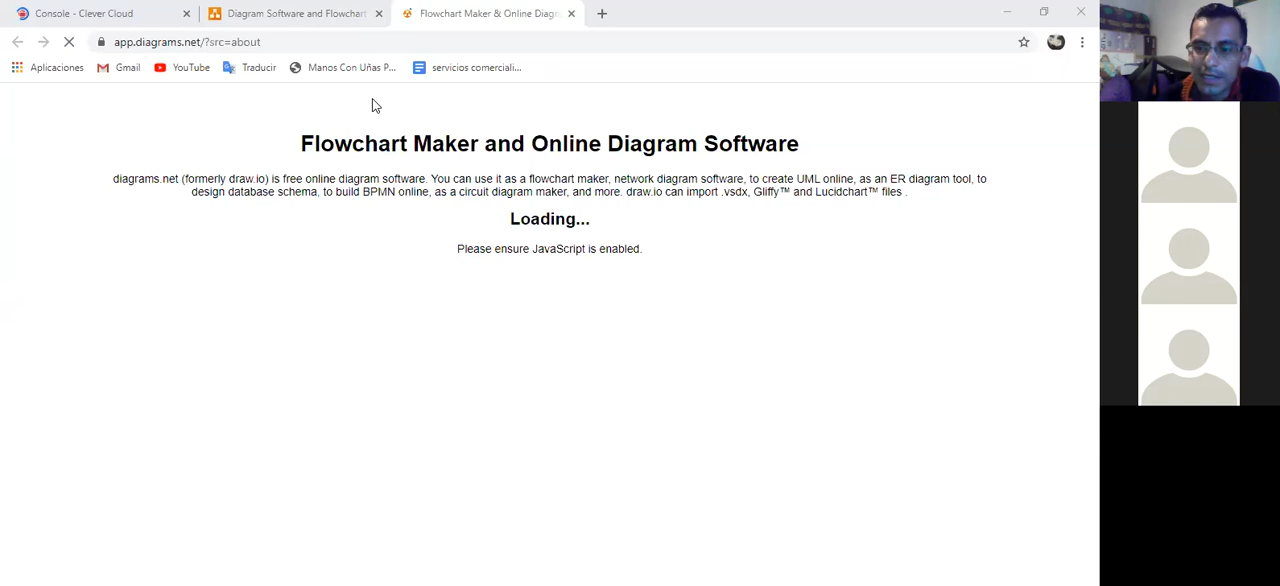 Console - Clever Cloud
Diagram Software and Flowchart
Flowchart Maker & Online Diagr
app.diagrams.net/?src=about
Aplicaciones
Gmail
YouTube
Traducir
Manos Con Uñas P...
servicios comerciali...
Flowchart Maker and Online Diagram Software
diagrams.net (formerly draw.io) is free online diagram software. You can use it as a flowchart maker, network diagram software, to create UML online, as an ER diagram tool, to
design database schema, to build BPMN online, as a circuit diagram maker, and more. draw.io can import .vsdx, Gliffy™ and Lucidchart™ files .
Loading...
Please ensure JavaScript is enabled.